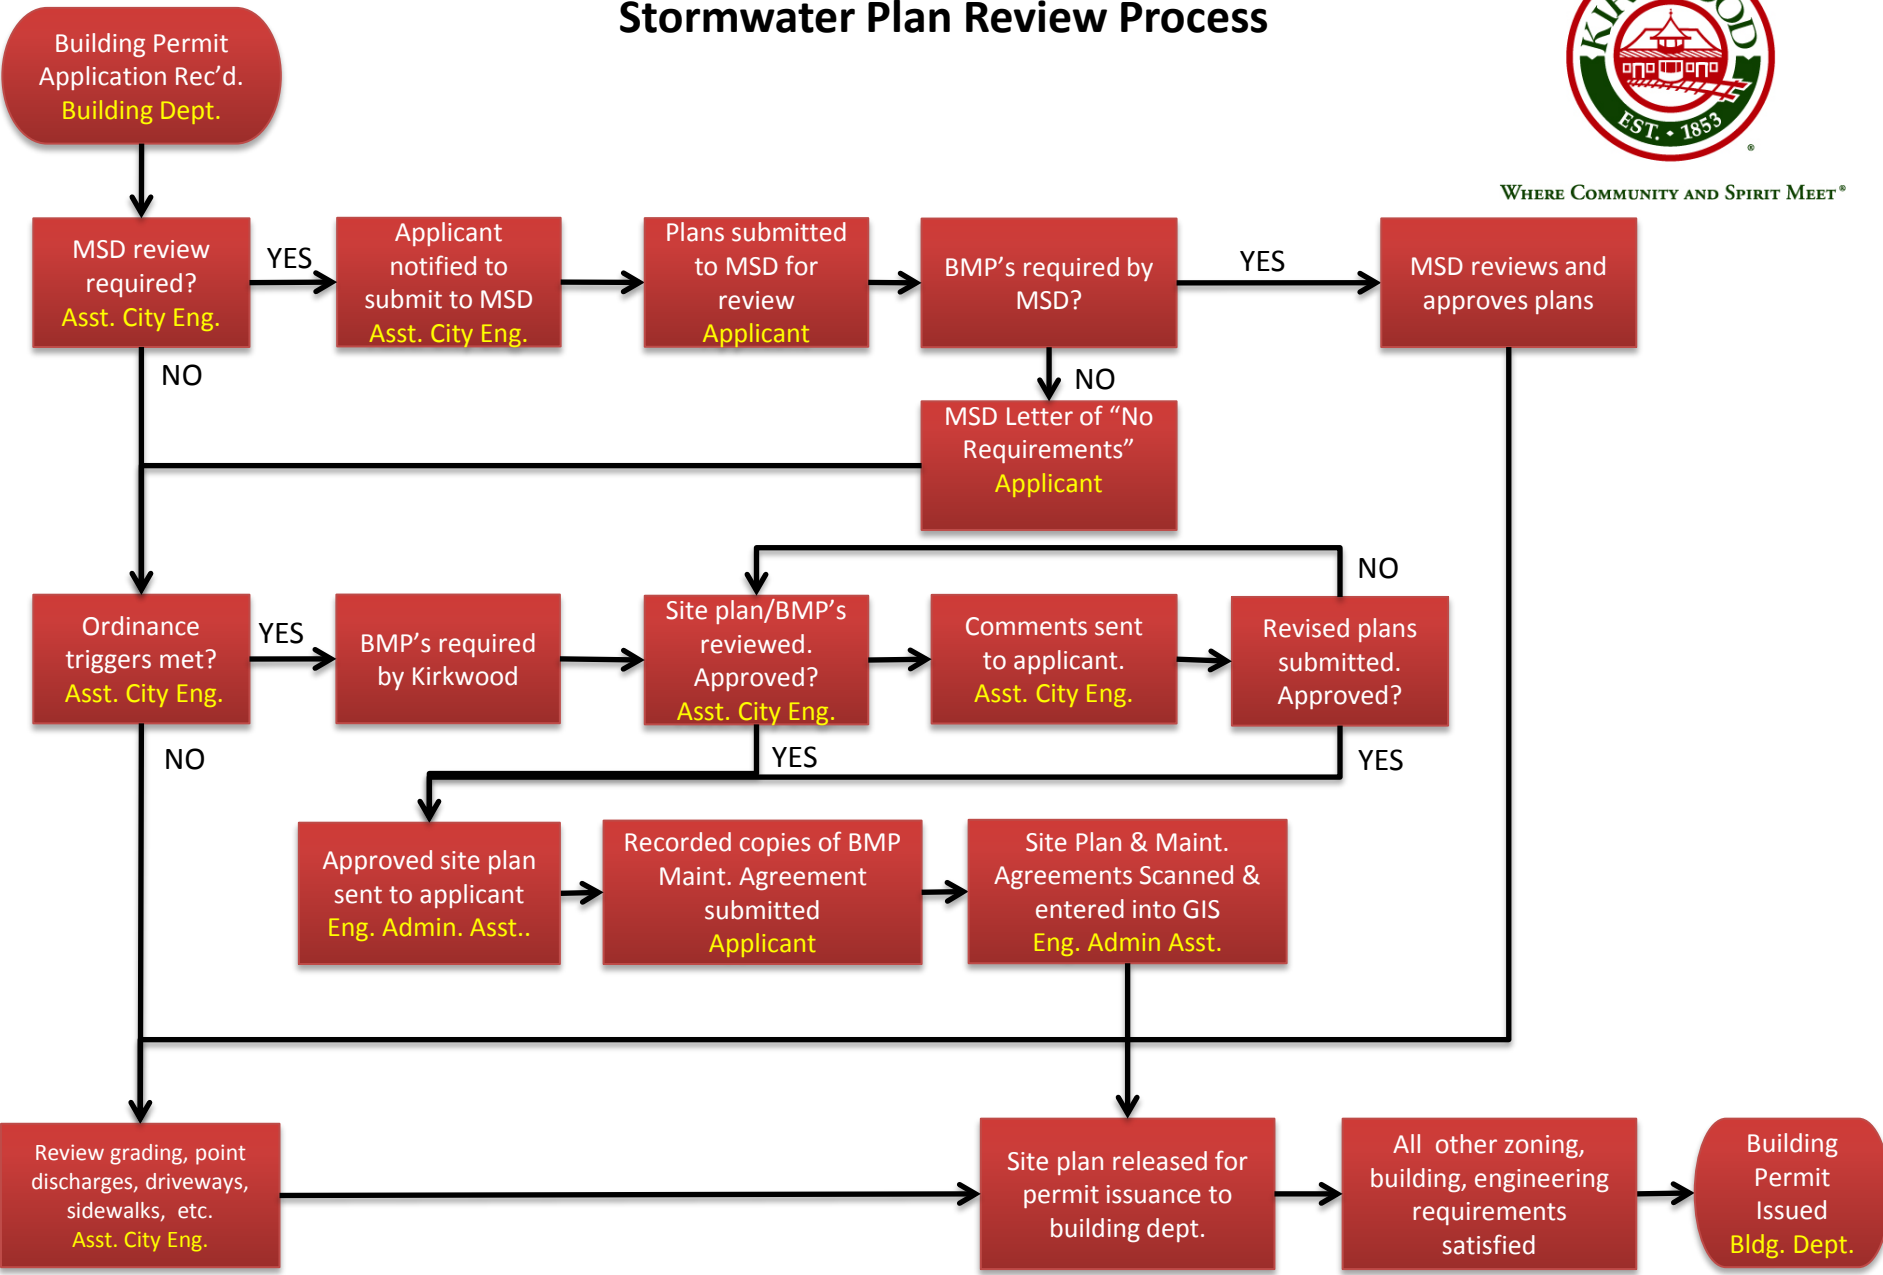 Stormwater Plan Review Process
EST. • 1853
®
WHERE COMMUNITY AND SPIRIT MEET®
Building Permit
Application Rec’d.
Building Dept.
MSD review
required?
Asst. City Eng.
YES
Applicant
notified to
submit to MSD
Asst. City Eng.
Plans submitted
to MSD for
review
Applicant
BMP’s required by
MSD?
YES
MSD reviews and
approves plans
NO
NO
MSD Letter of “No
Requirements”
Applicant
Ordinance
triggers met?
Asst. City Eng.
YES
BMP’s required
by Kirkwood
Site plan/BMP’s
reviewed.
Approved?
Asst. City Eng.
Comments sent
to applicant.
Asst. City Eng.
Revised plans
submitted.
Approved?
NO
NO
YES
YES
Approved site plan
sent to applicant
Eng. Admin. Asst..
Recorded copies of BMP
Maint. Agreement
submitted
Applicant
Site Plan & Maint.
Agreements Scanned &
entered into GIS
Eng. Admin Asst.
Review grading, point
discharges, driveways,
sidewalks, etc.
Asst. City Eng.
Site plan released for
permit issuance to
building dept.
All other zoning,
building, engineering
requirements
satisfied
Building
Permit
Issued
Bldg. Dept.